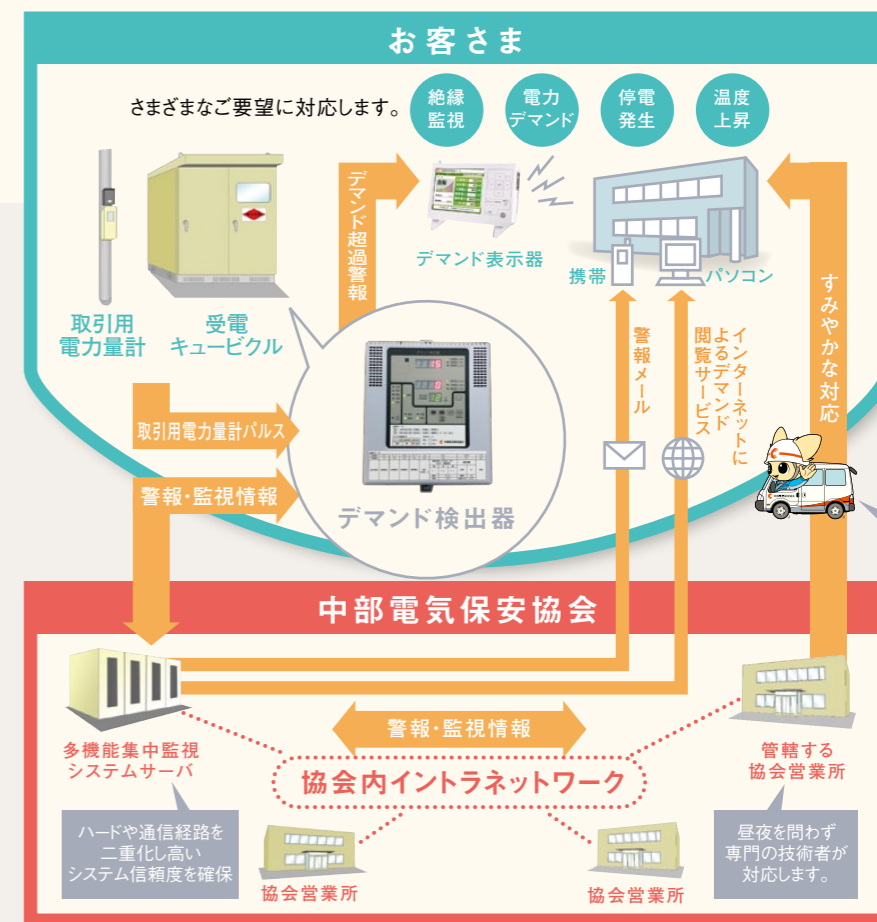 お客さま
さまざまなご要望に対応します。
絶縁
監視
電力
デマンド
停電
発生
温度
上昇
デマンド超過警報
デマンド表示器
携帯
パソコン
取引用
電力量計
受電
キュービクル
すみやかな対応
警報メール
インターネットに
よるデマンド
閲覧サービス
取引用電力量計パルス
警報・監視情報
デマンド検出器
中部電気保安協会
多機能集中監視
システムサーバ
警報・監視情報
管轄する
協会営業所
協会内イントラネットワーク
ハードや通信経路を
二重化し高い
システム信頼度を確保
協会営業所
協会営業所
昼夜を問わず
専門の技術者が
対応します。